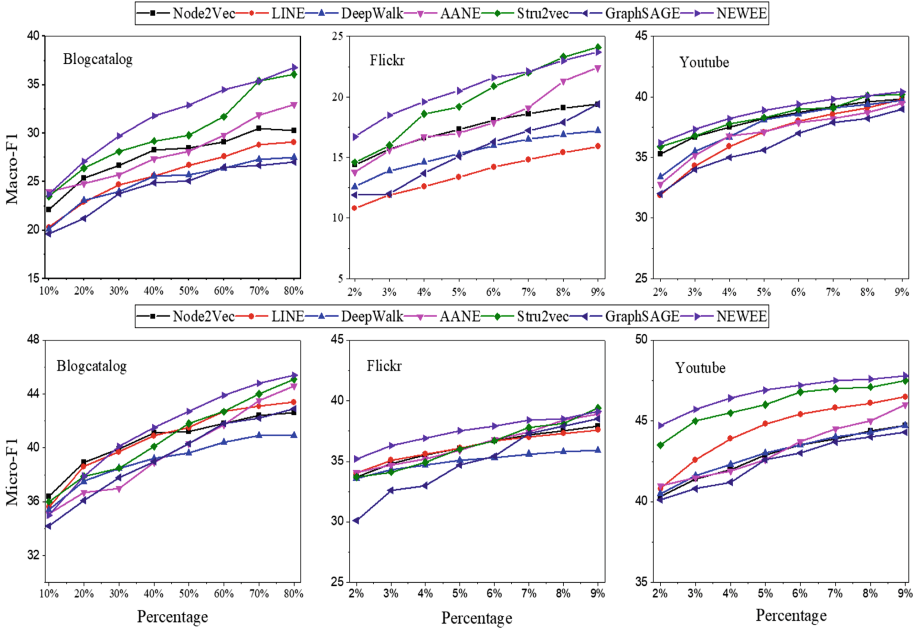 Node2Vec LINE DeepWalk AANE Stru2vec GraphSAGE NEWEE
Macro-F1
40
35
30
25
20
15
Blogcatalog
10% 20% 30% 40% 50% 60% 70% 80%
25
20
15
10
5
Flickr
2% 3% 4% 5% 6% 7% 8% 9%
50
45
40
35
30
25
Youtube
2% 3% 4% 5% 6% 7% 8% 9%
Node2Vec LINE DeepWalk AANE Stru2vec GraphSAGE NEWEE
Micro-F1
48
44
40
36
32
Blogcatalog
10% 20% 30% 40% 50% 60% 70% 80%
Percentage
45
40
35
30
25
Flickr
2% 3% 4% 5% 6% 7% 8% 9%
Percentage
50
45
40
35
Youtube
2% 3% 4% 5% 6% 7% 8% 9%
Percentage